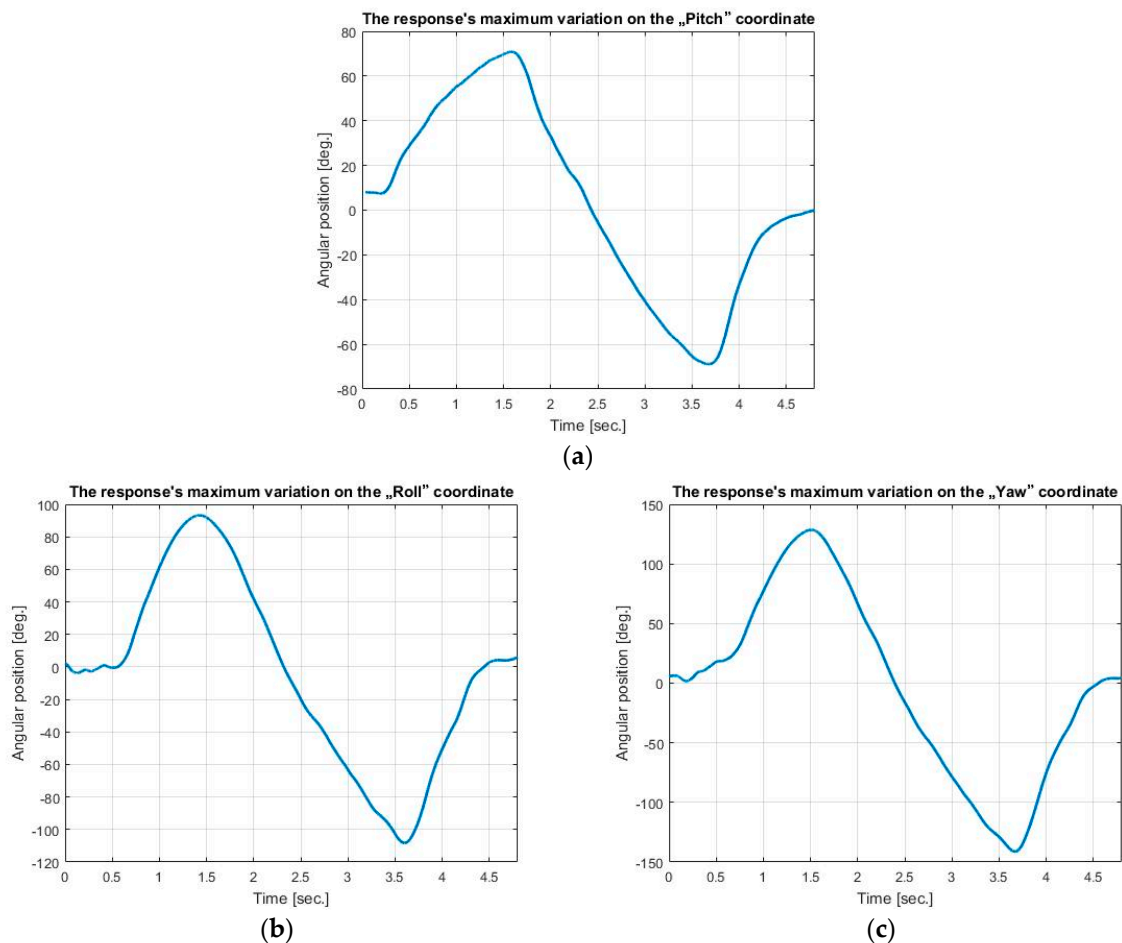 The response's maximum variation on the „Pitch” coordinate
80
60
40
20
0
-20
-40
-60
-80
Angular position [deg.]
0 0.5 1 1.5 2 2.5 3 3.5 4 4.5
Time [sec.]
(a)
The response's maximum variation on the „Roll” coordinate
100
80
60
40
20
0
-20
-40
-60
-80
-100
-120
Angular position [deg.]
0 0.5 1 1.5 2 2.5 3 3.5 4 4.5
Time [sec.]
(b)
The response's maximum variation on the „Yaw” coordinate
150
100
50
0
-50
-100
-150
Angular position [deg.]
0 0.5 1 1.5 2 2.5 3 3.5 4 4.5
Time [sec.]
(c)